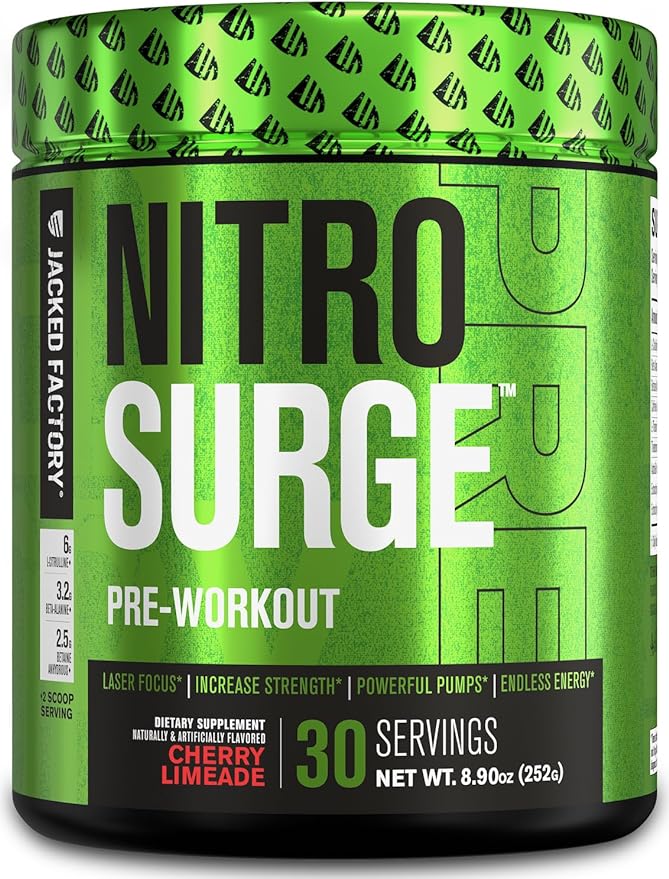 NITRO
SURGE™
PRE-WORKOUT
PRE
JACKED FACTORY®
6g
L-CITRULLINE*
3.2g
BETA-ALANINE*
2.5g
BETAINE
ANHYDROUS*
*2 SCOOP
SERVING
LASER FOCUS* | INCREASE STRENGTH* | POWERFUL PUMPS* | ENDLESS ENERGY*
DIETARY SUPPLEMENT
NATURALLY & ARTIFICIALLY FLAVORED
CHERRY
LIMEADE
30 SERVINGS
NET WT. 8.90oz (252g)